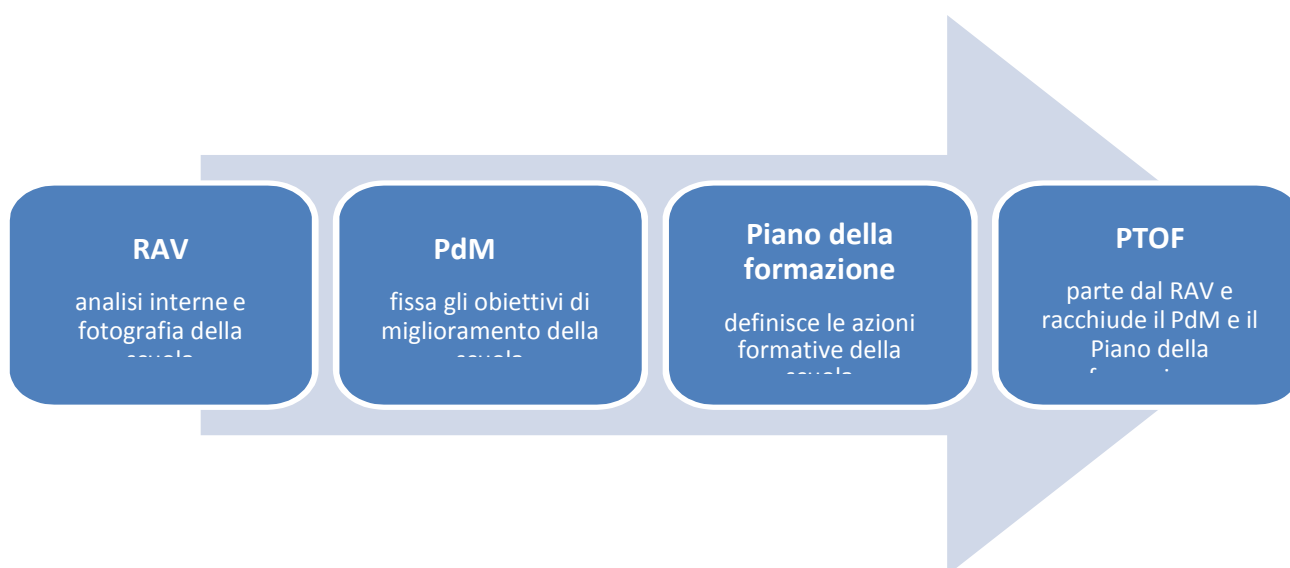 RAV
analisi interne e
fotografia della
PdM
fissa gli obiettivi di
miglioramento della
Piano della
formazione
definisce le azioni
formative della
PTOF
parte dal RAV e
racchiude il PdM e il
Piano della